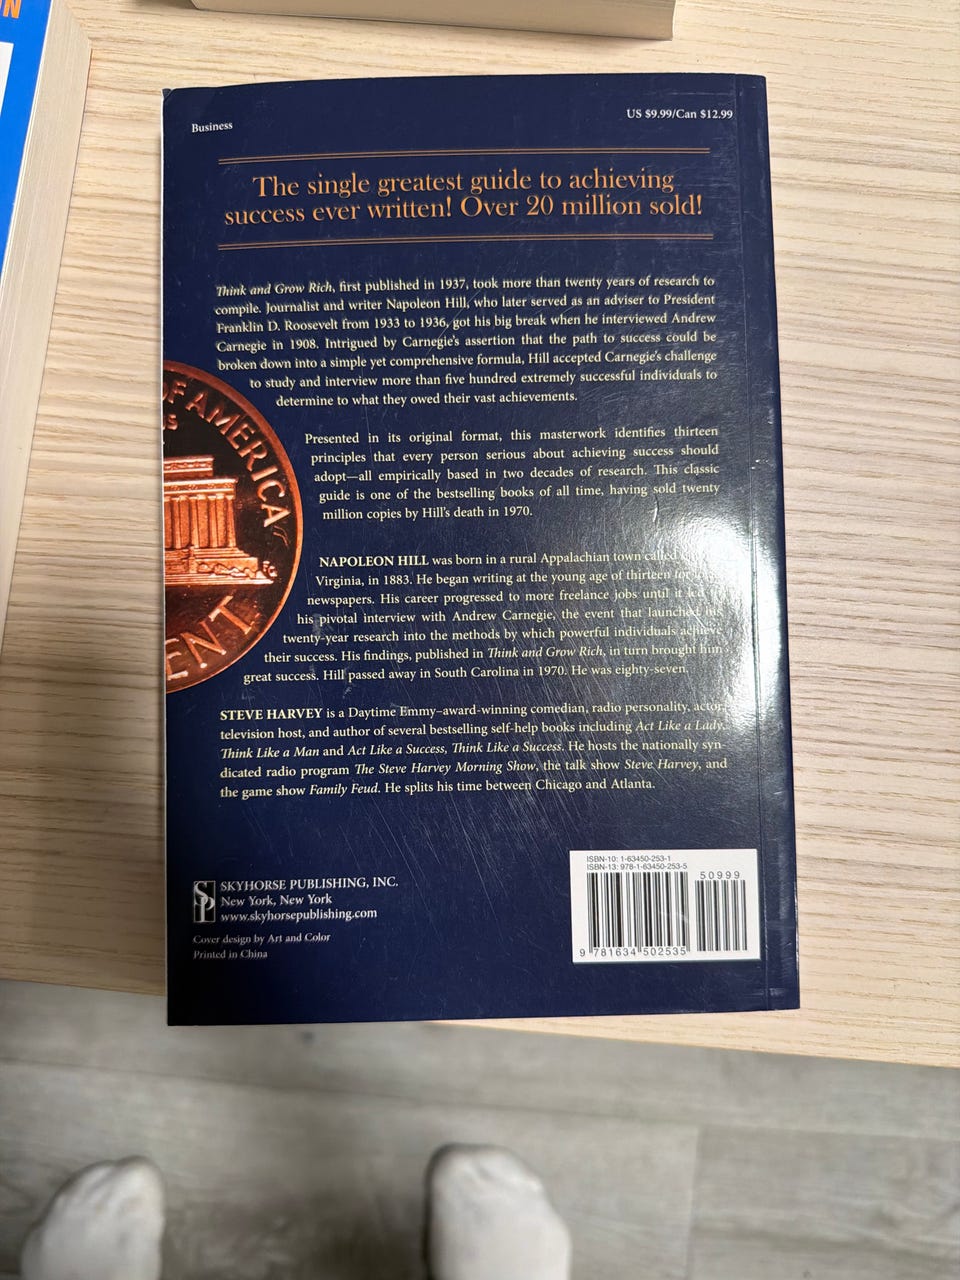 N
Business
US $9.99/Can $12.99
The single greatest guide to achieving
success ever written! Over 20 million sold!
Think and Grow Rich, first published in 1937, took more than twenty years of research to
compile. Journalist and writer Napoleon Hill, who later served as an adviser to President
Franklin D. Roosevelt from 1933 to 1936, got his big break when he interviewed Andrew
Carnegie in 1908. Intrigued by Carnegie's assertion that the path to success could be
broken down into a simple yet comprehensive formula, Hill accepted Carnegie's challenge
to study and interview more than five hundred extremely successful individuals to
determine to what they owed their vast achievements.
OF AMERICA
US
Presented in its original format, this masterwork identifies thirteen
principles that every person serious about achieving success should
adopt—all empirically based in two decades of research. This classic
guide is one of the bestselling books of all time, having sold twenty
million copies by Hill's death in 1970.
ENT
NAPOLEON HILL was born in a rural Appalachian town called
Virginia, in 1883. He began writing at the young age of thirteen for
newspapers. His career progressed to more freelance jobs until it led
his pivotal interview with Andrew Carnegie, the event that launched his
twenty-year research into the methods by which powerful individuals achieve
their success. His findings, published in Think and Grow Rich, in turn brought him
great success. Hill passed away in South Carolina in 1970. He was eighty-seven.
STEVE HARVEY is a Daytime Emmy–award-winning comedian, radio personality, actor,
television host, and author of several bestselling self-help books including Act Like a Lady,
Think Like a Man and Act Like a Success, Think Like a Success. He hosts the nationally syn-
dicated radio program The Steve Harvey Morning Show, the talk show Steve Harvey, and
the game show Family Feud. He splits his time between Chicago and Atlanta.
SP
SKYHORSE PUBLISHING, INC.
New York, New York
www.skyhorsepublishing.com
Cover design by Art and Color
Printed in China
ISBN-10: 1-63450-253-1
ISBN-13: 978-1-63450-253-5
50999
9 781634 502535